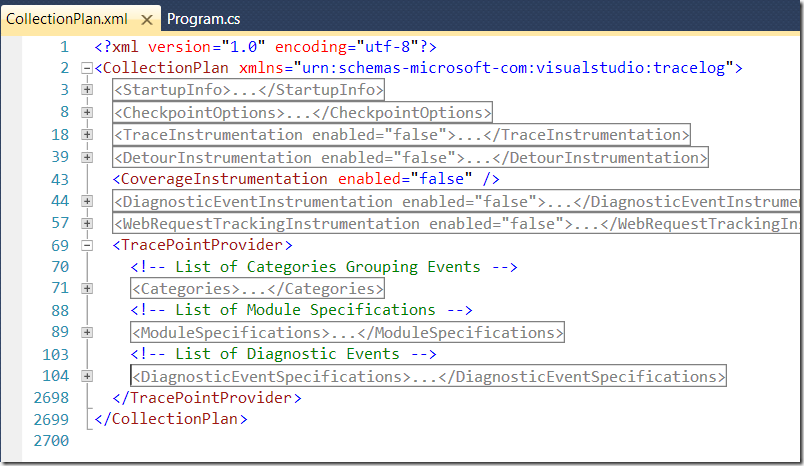 CollectionPlan.xml × Program.cs
1 <?xml version="1.0" encoding="utf-8"?>
2 <CollectionPlan xmlns="urn:schemas-microsoft-com:visualstudio:tracelog">
3 <StartupInfo>...</StartupInfo>
8 <CheckpointOptions>...</CheckpointOptions>
18 <TraceInstrumentation enabled="false">...</TraceInstrumentation>
39 <DetourInstrumentation enabled="false">...</DetourInstrumentation>
43 <CoverageInstrumentation enabled="false" />
44 <DiagnosticEventInstrumentation enabled="false">...</DiagnosticEventInstrumen
57 <WebRequestTrackingInstrumentation enabled="false">...</WebRequestTrackingIns
69 <TracePointProvider>
70 <!-- List of Categories Grouping Events -->
71 <Categories>...</Categories>
88 <!-- List of Module Specifications -->
89 <ModuleSpecifications>...</ModuleSpecifications>
103 <!-- List of Diagnostic Events -->
104 <DiagnosticEventSpecifications>...</DiagnosticEventSpecifications>
2698 </TracePointProvider>
2699 </CollectionPlan>
2700